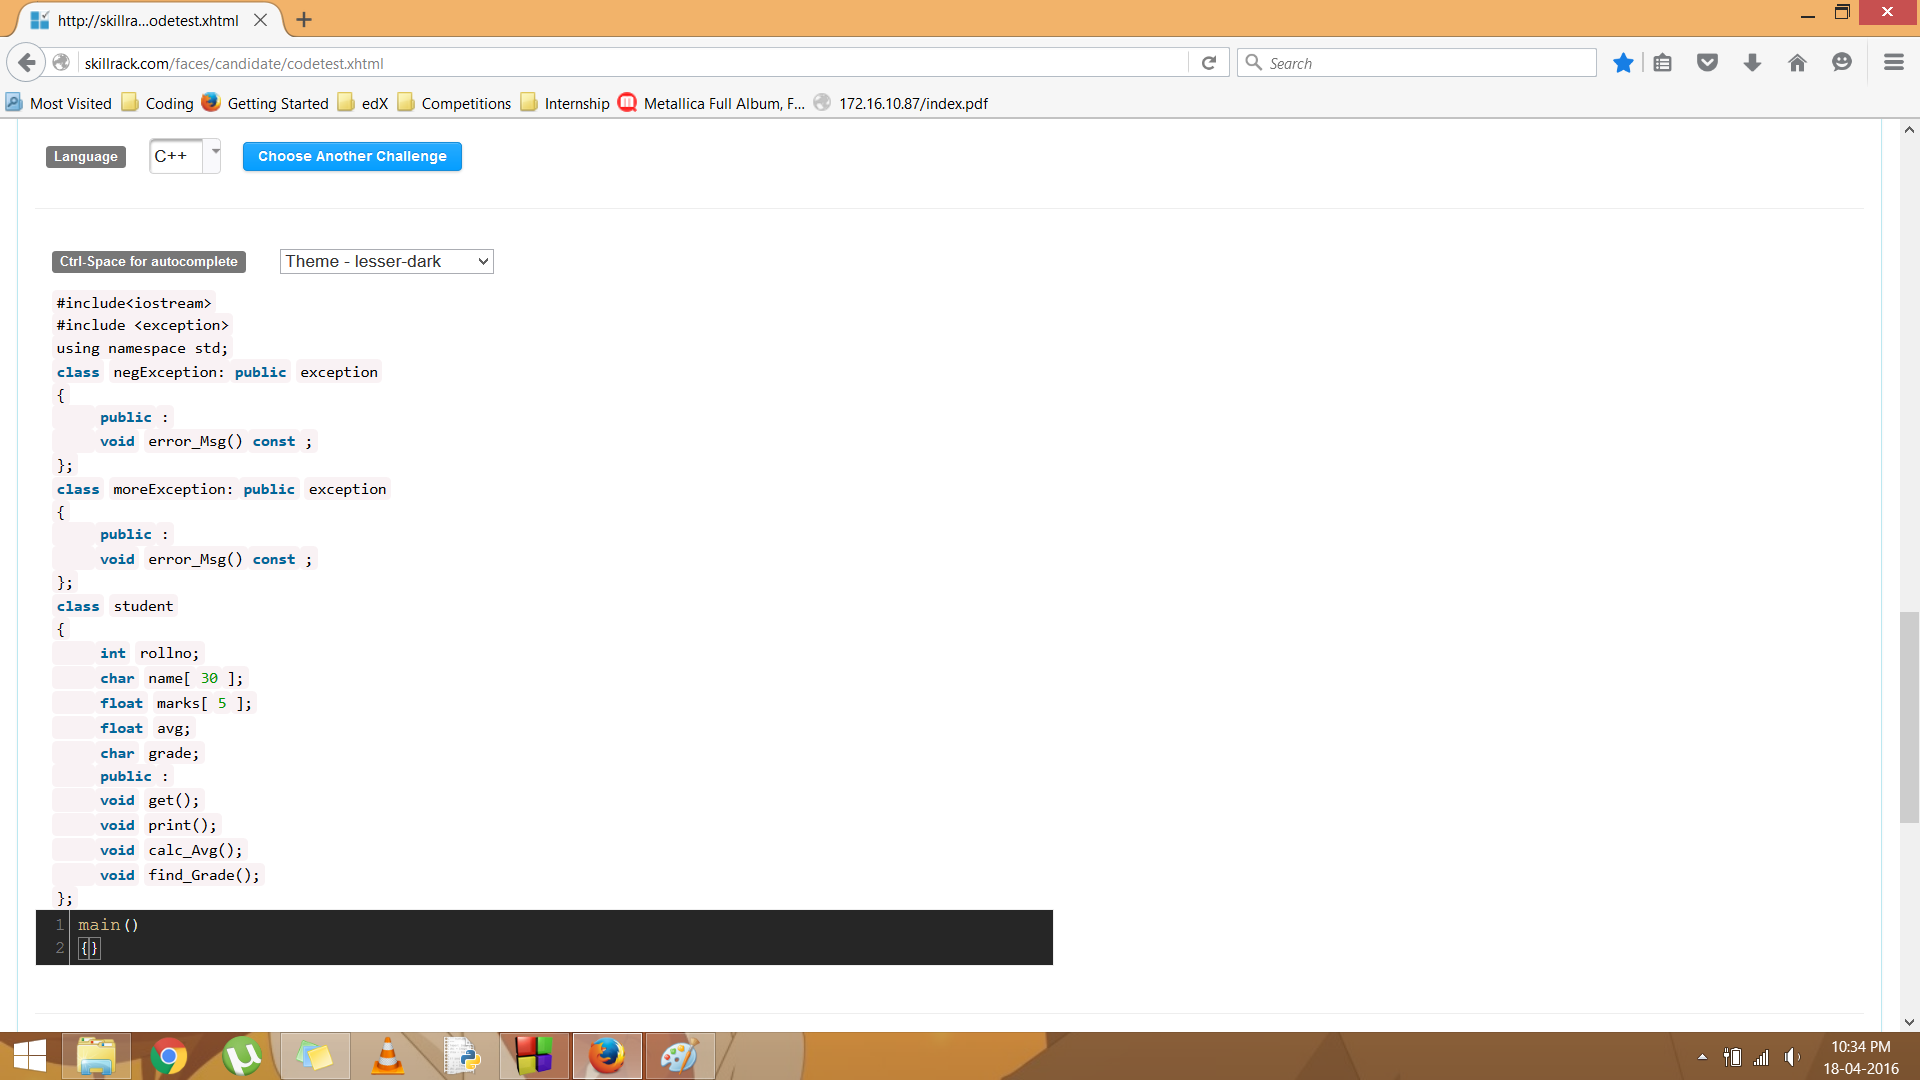 http://skillra...odetest.xhtml
skillrack.com/faces/candidate/codetest.xhtml
Search
Most Visited Coding Getting Started edX Competitions Internship Metallica Full Album, F... 172.16.10.87/index.pdf
Language C++ Choose Another Challenge
Ctrl-Space for autocomplete Theme - lesser-dark
#include<iostream>
#include <exception>
using namespace std;
class negException: public exception
{
public :
void error_Msg() const ;
};
class moreException: public exception
{
public :
void error_Msg() const ;
};
class student
{
int rollno;
char name[ 30 ];
float marks[ 5 ];
float avg;
char grade;
public :
void get();
void print();
void calc_Avg();
void find_Grade();
};
1 main()
2 {}
10:34 PM
18-04-2016